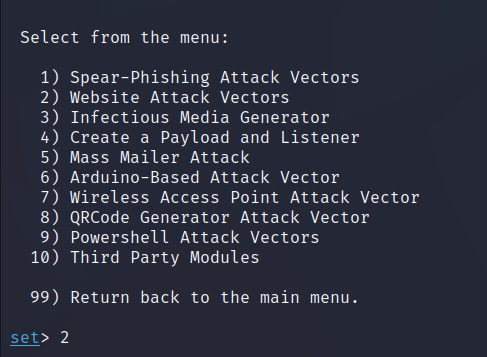 Select from the menu:
1) Spear-Phishing Attack Vectors
2) Website Attack Vectors
3) Infectious Media Generator
4) Create a Payload and Listener
5) Mass Mailer Attack
6) Arduino-Based Attack Vector
7) Wireless Access Point Attack Vector
8) QRCode Generator Attack Vector
9) Powershell Attack Vectors
10) Third Party Modules
99) Return back to the main menu.
set> 2